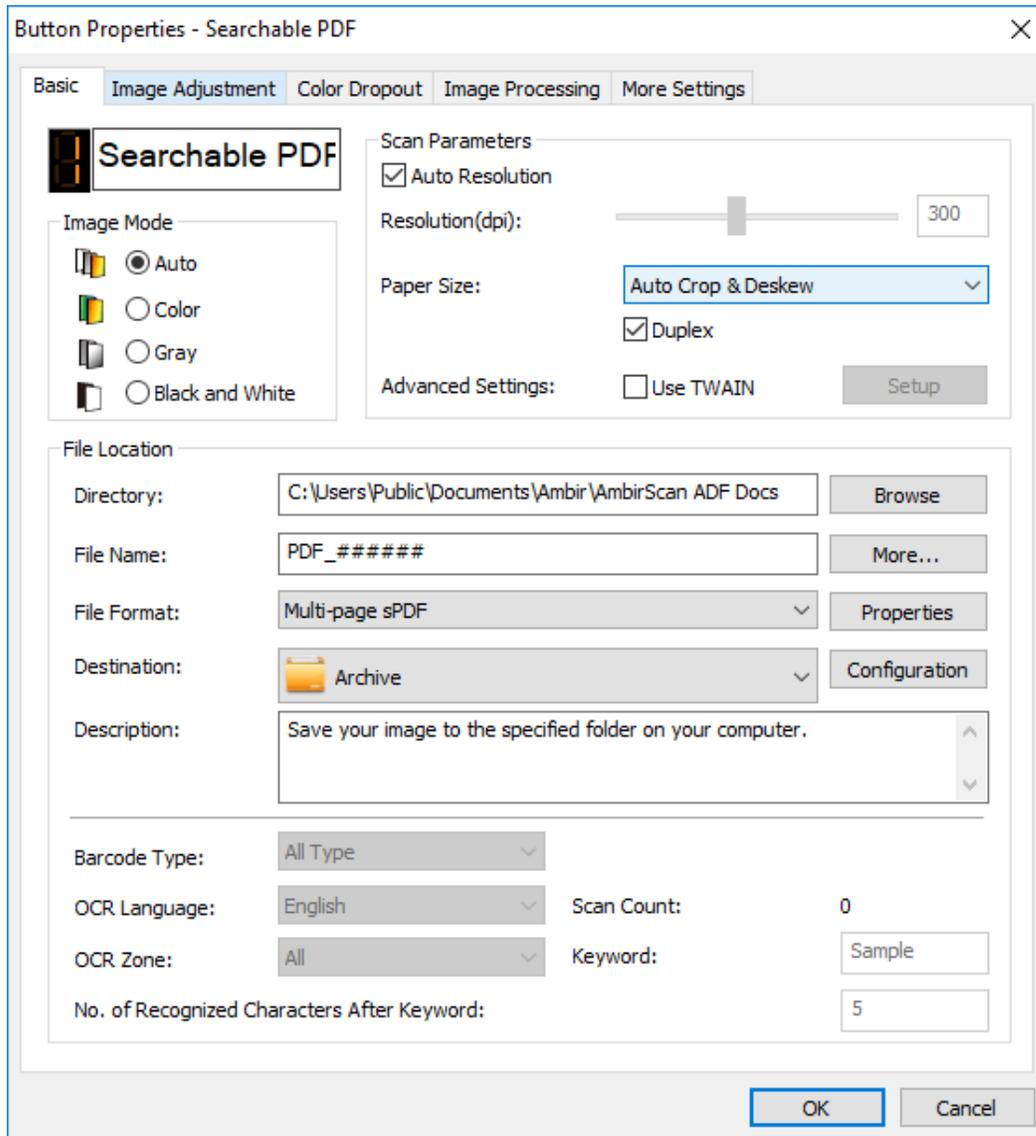 Button Properties - Searchable PDF
Basic Image Adjustment Color Dropout Image Processing More Settings
1 Searchable PDF
Scan Parameters
Auto Resolution
Resolution(dpi): 300
Paper Size: Auto Crop & Deskew
Duplex
Advanced Settings: Use TWAIN Setup
Image Mode
Auto
Color
Gray
Black and White
File Location
Directory: C:\Users\Public\Documents\Ambir\AmbirScan ADF Docs Browse
File Name: PDF_###### More...
File Format: Multi-page sPDF Properties
Destination: Archive Configuration
Description: Save your image to the specified folder on your computer.
Barcode Type: All Type
OCR Language: English Scan Count: 0
OCR Zone: All Keyword: Sample
No. of Recognized Characters After Keyword: 5
OK Cancel